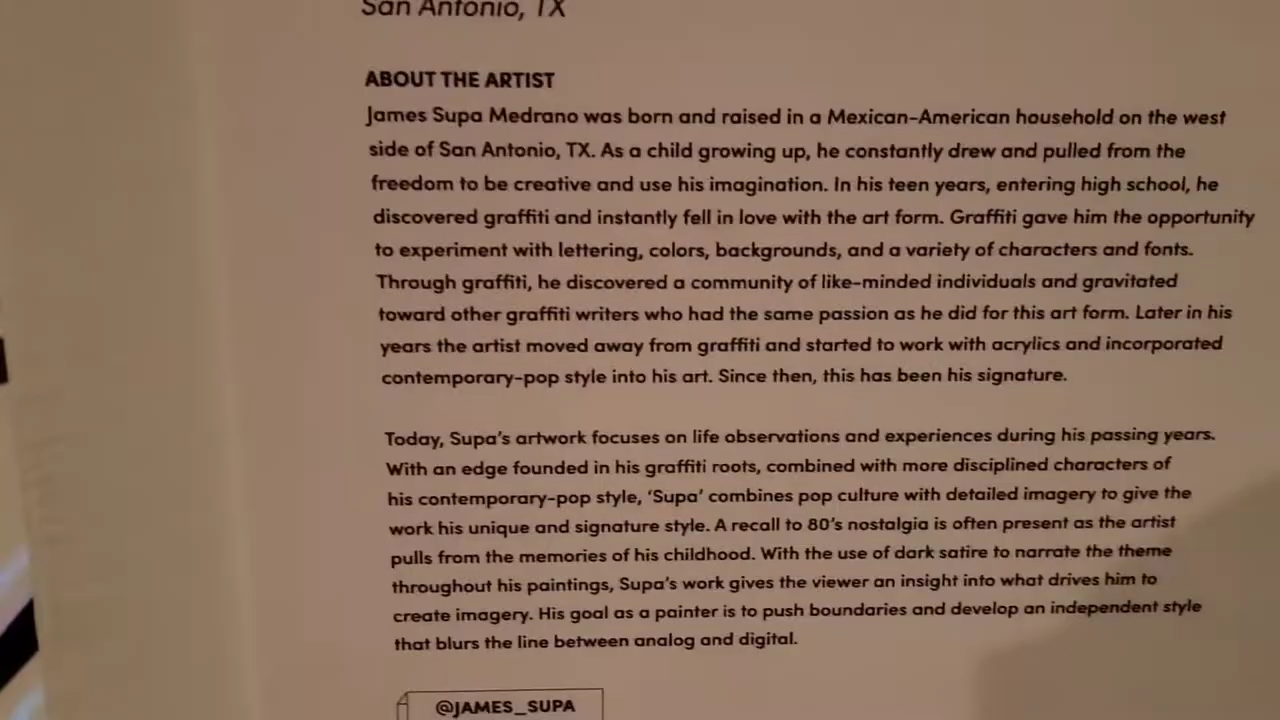 San Antonio, TX
ABOUT THE ARTIST
James Supa Medrano was born and raised in a Mexican-American household on the west
side of San Antonio, TX. As a child growing up, he constantly drew and pulled from the
freedom to be creative and use his imagination. In his teen years, entering high school, he
discovered graffiti and instantly fell in love with the art form. Graffiti gave him the opportunity
to experiment with lettering, colors, backgrounds, and a variety of characters and fonts.
Through graffiti, he discovered a community of like-minded individuals and gravitated
toward other graffiti writers who had the same passion as he did for this art form. Later in his
years the artist moved away from graffiti and started to work with acrylics and incorporated
contemporary-pop style into his art. Since then, this has been his signature.
Today, Supa's artwork focuses on life observations and experiences during his passing years.
With an edge founded in his graffiti roots, combined with more disciplined characters of
his contemporary-pop style, 'Supa' combines pop culture with detailed imagery to give the
work his unique and signature style. A recall to 80's nostalgia is often present as the artist
pulls from the memories of his childhood. With the use of dark satire to narrate the theme
throughout his paintings, Supa's work gives the viewer an insight into what drives him to
create imagery. His goal as a painter is to push boundaries and develop an independent style
that blurs the line between analog and digital.
@JAMES_SUPA